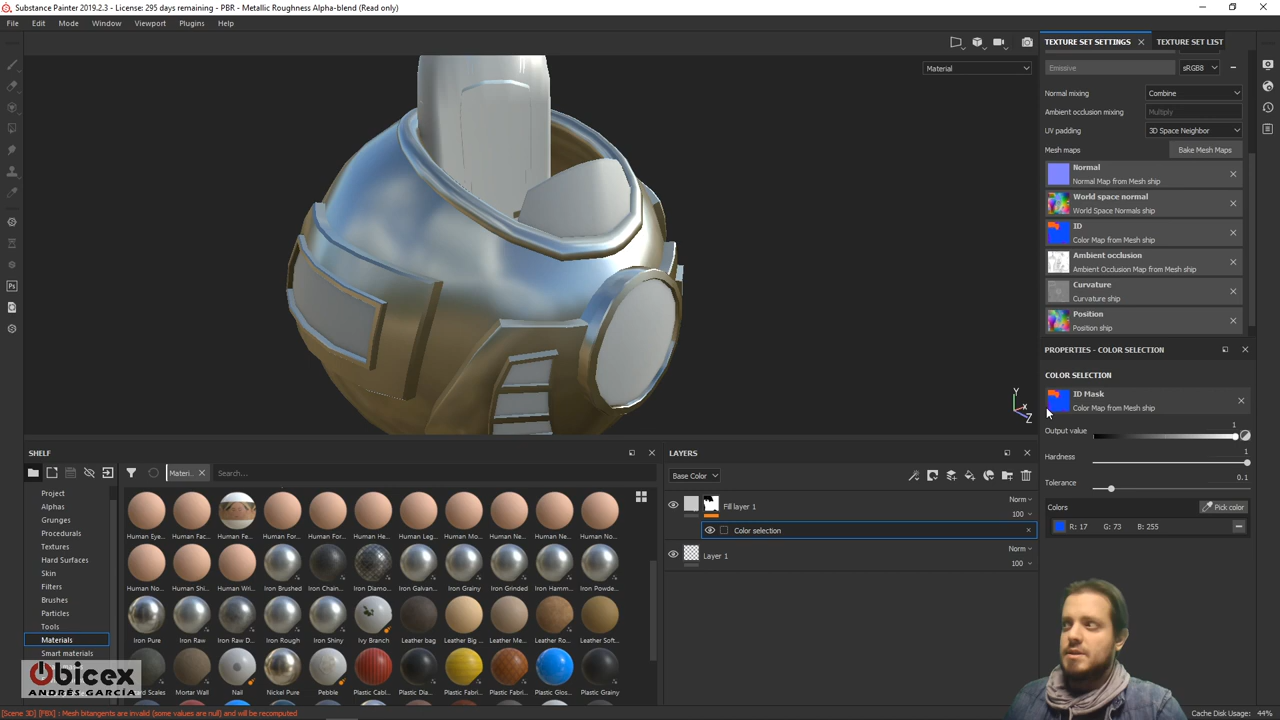 Substance Painter 2019.2.3 - License: 295 days remaining - PBR - Metallic Roughness Alpha-blend (Read only)
File Edit Mode Window Viewport Plugins Help
Material
TEXTURE SET SETTINGS
TEXTURE SET LIST
Emissive sRGB8
Normal mixing Combine
Ambient occlusion mixing Multiply
UV padding 3D Space Neighbor
Mesh maps Bake Mesh Maps
Normal
Normal Map from Mesh ship
World space normal
World Space Normals ship
ID
Color Map from Mesh ship
Ambient occlusion
Ambient Occlusion Map from Mesh ship
Curvature
Curvature ship
Position
Position ship
PROPERTIES - COLOR SELECTION
COLOR SELECTION
ID Mask
Color Map from Mesh ship
Output value 1
Hardness 1
Tolerance 0.1
Colors Pick color
R: 17 G: 73 B: 255
Y
X
Z
SHELF
Materi... Search...
Project
Alphas
Grunges
Procedurals
Textures
Hard Surfaces
Skin
Filters
Brushes
Particles
Tools
Materials
Smart materials
Human Eye... Human Fac... Human Fe... Human For... Human For... Human He... Human Leg... Human Mo... Human Ne... Human No... Human No...
Human No... Human Shi... Human Wri... Iron Brushed Iron Chain... Iron Diamo... Iron Galvan... Iron Grainy Iron Grinded Iron Hamm... Iron Powde...
Iron Pure Iron Raw Iron Raw D... Iron Rough Iron Shiny Ivy Branch Leather bag Leather Big ... Leather Me... Leather Ro... Leather Soft...
Scales Mortar Wall Nail Nickel Pure Pebble Plastic Cabl... Plastic Dia... Plastic Fabri... Plastic Fabri... Plastic Glos... Plastic Grainy
LAYERS
Base Color
Fill layer 1 Norm 100
Color selection
Layer 1 Norm 100
Obicex
ANDRÉS GARCÍA
[Scene 3D] [FBX] : Mesh bitangents are invalid (some values are null) and will be recomputed
Cache Disk Usage: 44%